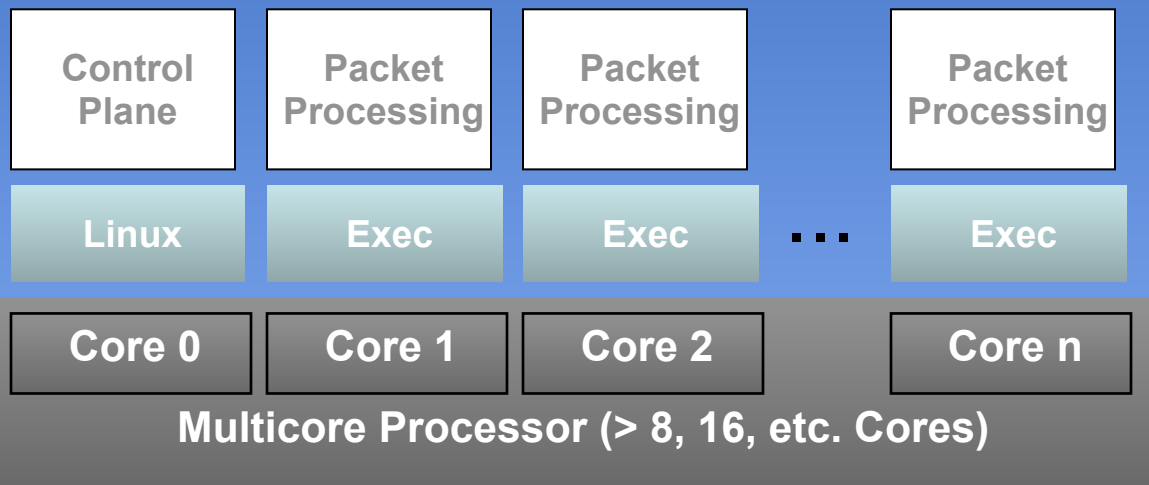 Control
Plane
Packet
Processing
Packet
Processing
Packet
Processing
Linux
Exec
Exec
...
Exec
Core 0
Core 1
Core 2
Core n
Multicore Processor (> 8, 16, etc. Cores)